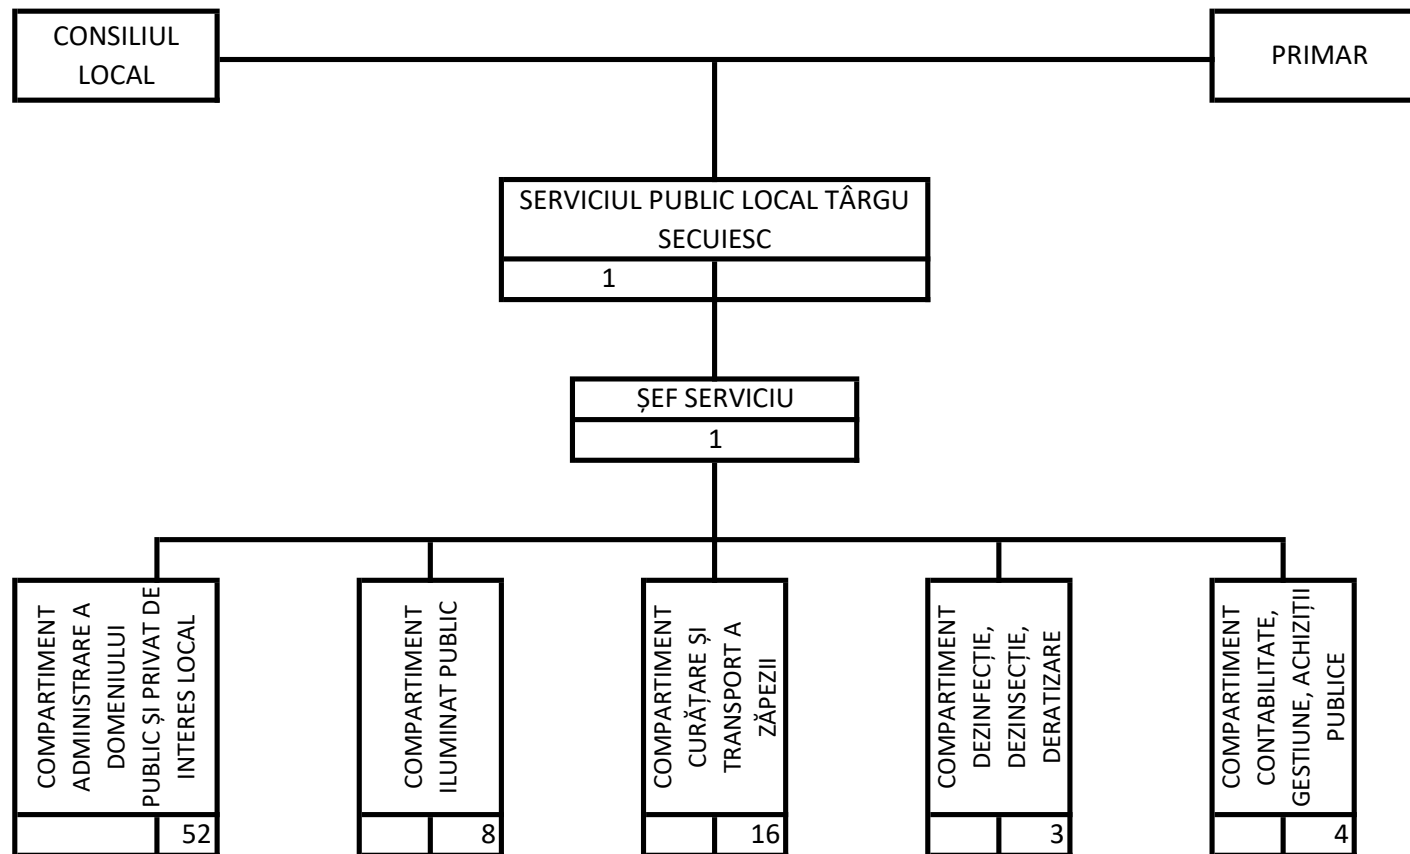 CONSILIUL
LOCAL
PRIMAR
SERVICIUL PUBLIC LOCAL TÂRGU
SECUIESC
1
ȘEF SERVICIU
1
COMPARTIMENT
ADMINISTRARE A
DOMENIULUI
PUBLIC ȘI PRIVAT DE
INTERES LOCAL
52
COMPARTIMENT
ILUMINAT PUBLIC
8
COMPARTIMENT
CURĂȚARE ȘI
TRANSPORT A
ZĂPEZII
16
COMPARTIMENT
DEZINFECȚIE,
DEZINSECȚIE,
DERATIZARE
3
COMPARTIMENT
CONTABILITATE,
GESTIUNE, ACHIZIȚII
PUBLICE
4